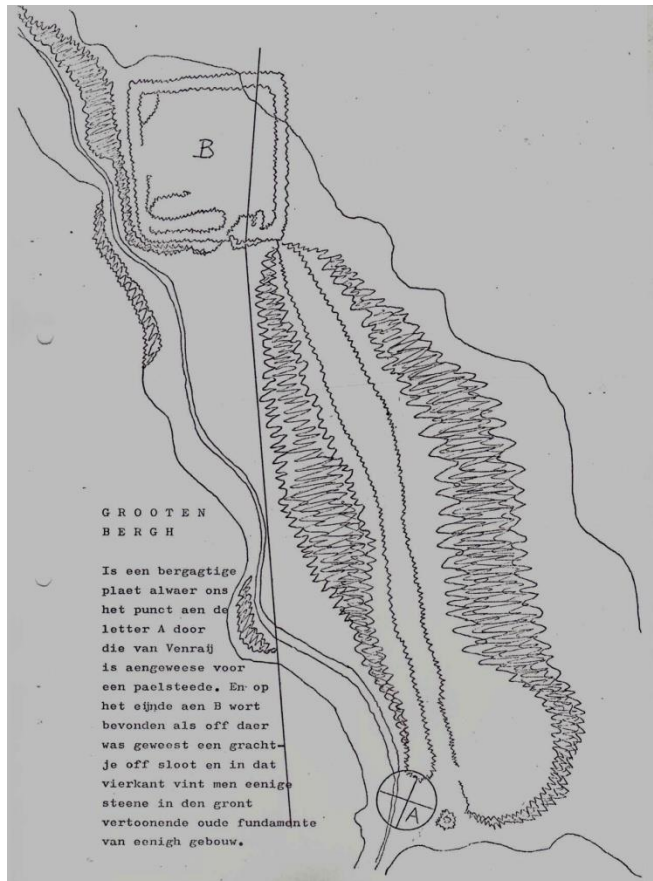 B
G R O O T E N
B E R G H
Is een bergagtige
plaet alwaer ons
het punct aen de
letter A door
die van Venraij
is aengeweese voor
een paelsteede. En op
het eijnde aen B wort
bevonden als off daer
was geweest een gracht-
je off sloot en in dat
vierkant vint men eenige
steene in den gront
vertoonende oude fundamente
van eenigh gebouw.
A